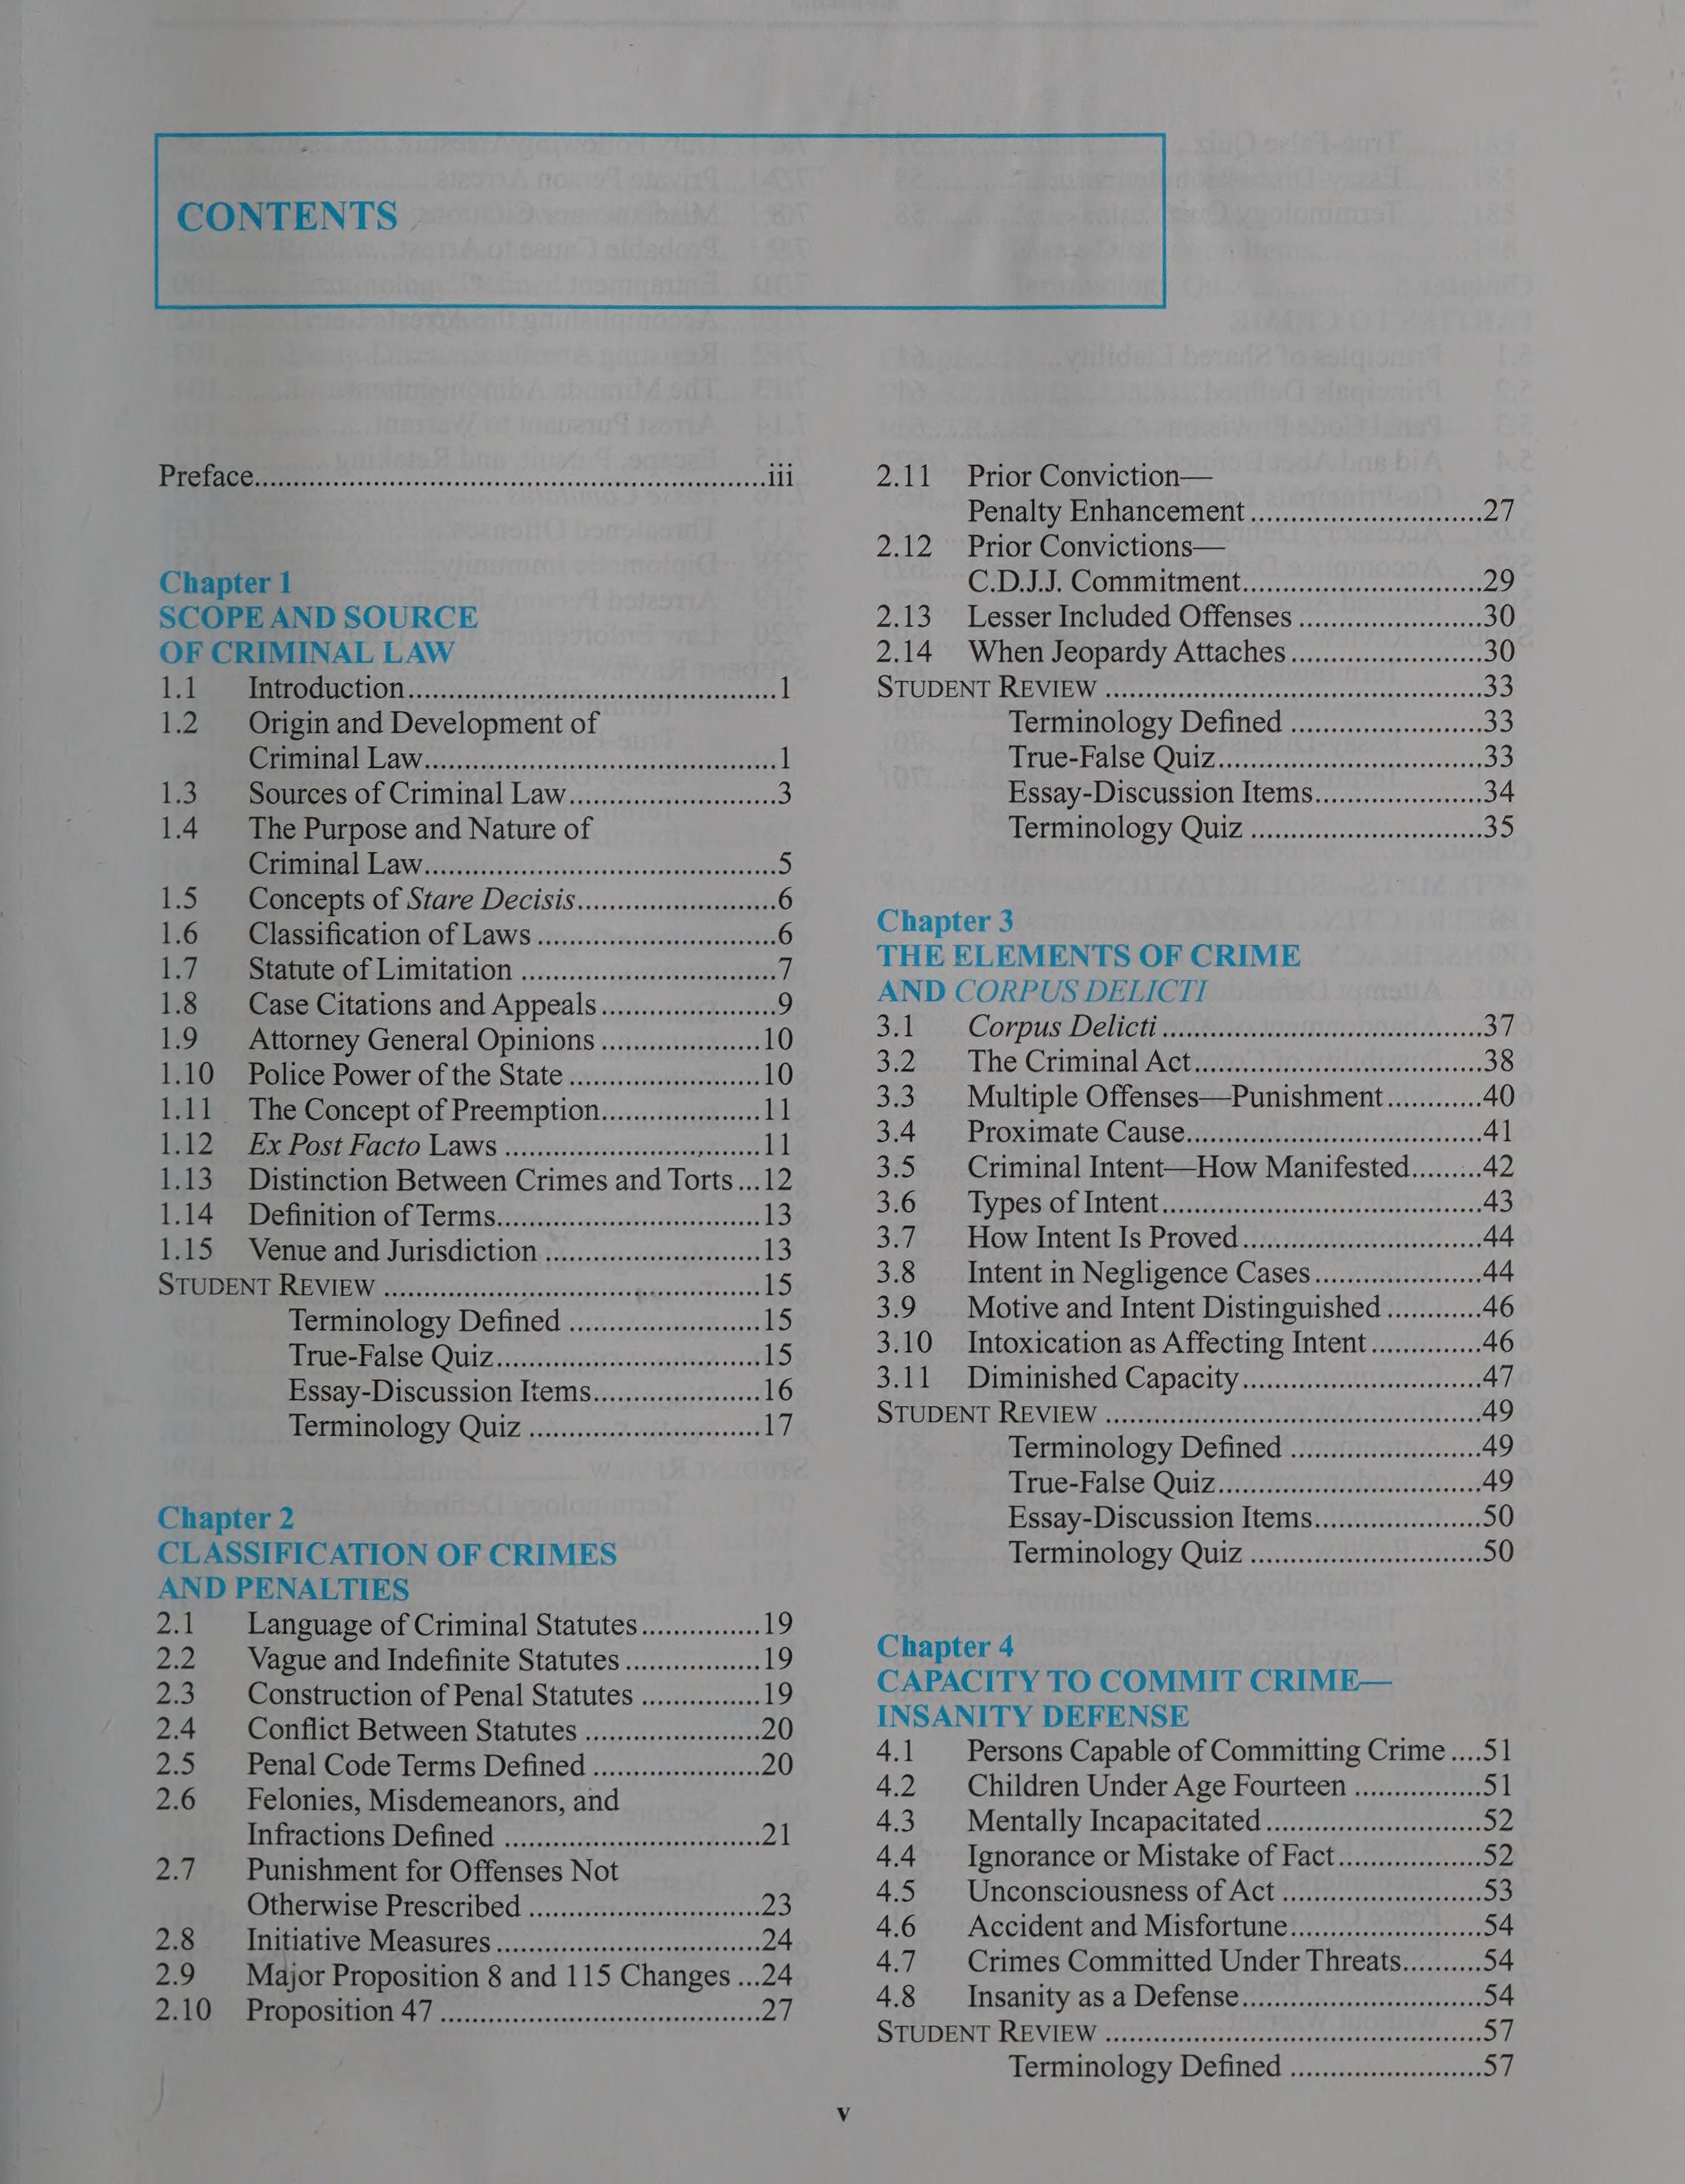 CONTENTS
Preface.....iii
Chapter 1
SCOPE AND SOURCE
OF CRIMINAL LAW
1.1 Introduction.....1
1.2 Origin and Development of
Criminal Law.....1
1.3 Sources of Criminal Law.....3
1.4 The Purpose and Nature of
Criminal Law.....5
1.5 Concepts of Stare Decisis.....6
1.6 Classification of Laws.....6
1.7 Statute of Limitation.....7
1.8 Case Citations and Appeals.....9
1.9 Attorney General Opinions.....10
1.10 Police Power of the State.....10
1.11 The Concept of Preemption.....11
1.12 Ex Post Facto Laws.....11
1.13 Distinction Between Crimes and Torts...12
1.14 Definition of Terms.....13
1.15 Venue and Jurisdiction.....13
STUDENT REVIEW.....15
Terminology Defined.....15
True-False Quiz.....15
Essay-Discussion Items.....16
Terminology Quiz.....17
Chapter 2
CLASSIFICATION OF CRIMES
AND PENALTIES
2.1 Language of Criminal Statutes.....19
2.2 Vague and Indefinite Statutes.....19
2.3 Construction of Penal Statutes.....19
2.4 Conflict Between Statutes.....20
2.5 Penal Code Terms Defined.....20
2.6 Felonies, Misdemeanors, and
Infractions Defined.....21
2.7 Punishment for Offenses Not
Otherwise Prescribed.....23
2.8 Initiative Measures.....24
2.9 Major Proposition 8 and 115 Changes...24
2.10 Proposition 47.....27
2.11 Prior Conviction—
Penalty Enhancement.....27
2.12 Prior Convictions—
C.D.J.J. Commitment.....29
2.13 Lesser Included Offenses.....30
2.14 When Jeopardy Attaches.....30
STUDENT REVIEW.....33
Terminology Defined.....33
True-False Quiz.....33
Essay-Discussion Items.....34
Terminology Quiz.....35
Chapter 3
THE ELEMENTS OF CRIME
AND CORPUS DELICTI
3.1 Corpus Delicti.....37
3.2 The Criminal Act.....38
3.3 Multiple Offenses—Punishment.....40
3.4 Proximate Cause.....41
3.5 Criminal Intent—How Manifested.....42
3.6 Types of Intent.....43
3.7 How Intent Is Proved.....44
3.8 Intent in Negligence Cases.....44
3.9 Motive and Intent Distinguished.....46
3.10 Intoxication as Affecting Intent.....46
3.11 Diminished Capacity.....47
STUDENT REVIEW.....49
Terminology Defined.....49
True-False Quiz.....49
Essay-Discussion Items.....50
Terminology Quiz.....50
Chapter 4
CAPACITY TO COMMIT CRIME—
INSANITY DEFENSE
4.1 Persons Capable of Committing Crime....51
4.2 Children Under Age Fourteen.....51
4.3 Mentally Incapacitated.....52
4.4 Ignorance or Mistake of Fact.....52
4.5 Unconsciousness of Act.....53
4.6 Accident and Misfortune.....54
4.7 Crimes Committed Under Threats.....54
4.8 Insanity as a Defense.....54
STUDENT REVIEW.....57
Terminology Defined.....57
v